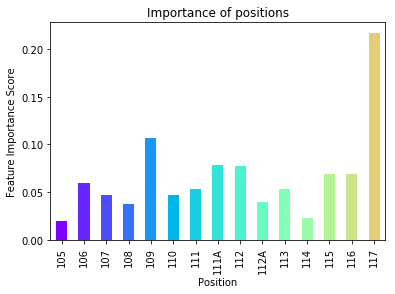 Importance of positions
Feature Importance Score
0.20
0.15
0.10
0.05
0.00
105 106 107 108 109 110 111 111A 112 112A 113 114 115 116 117
Position